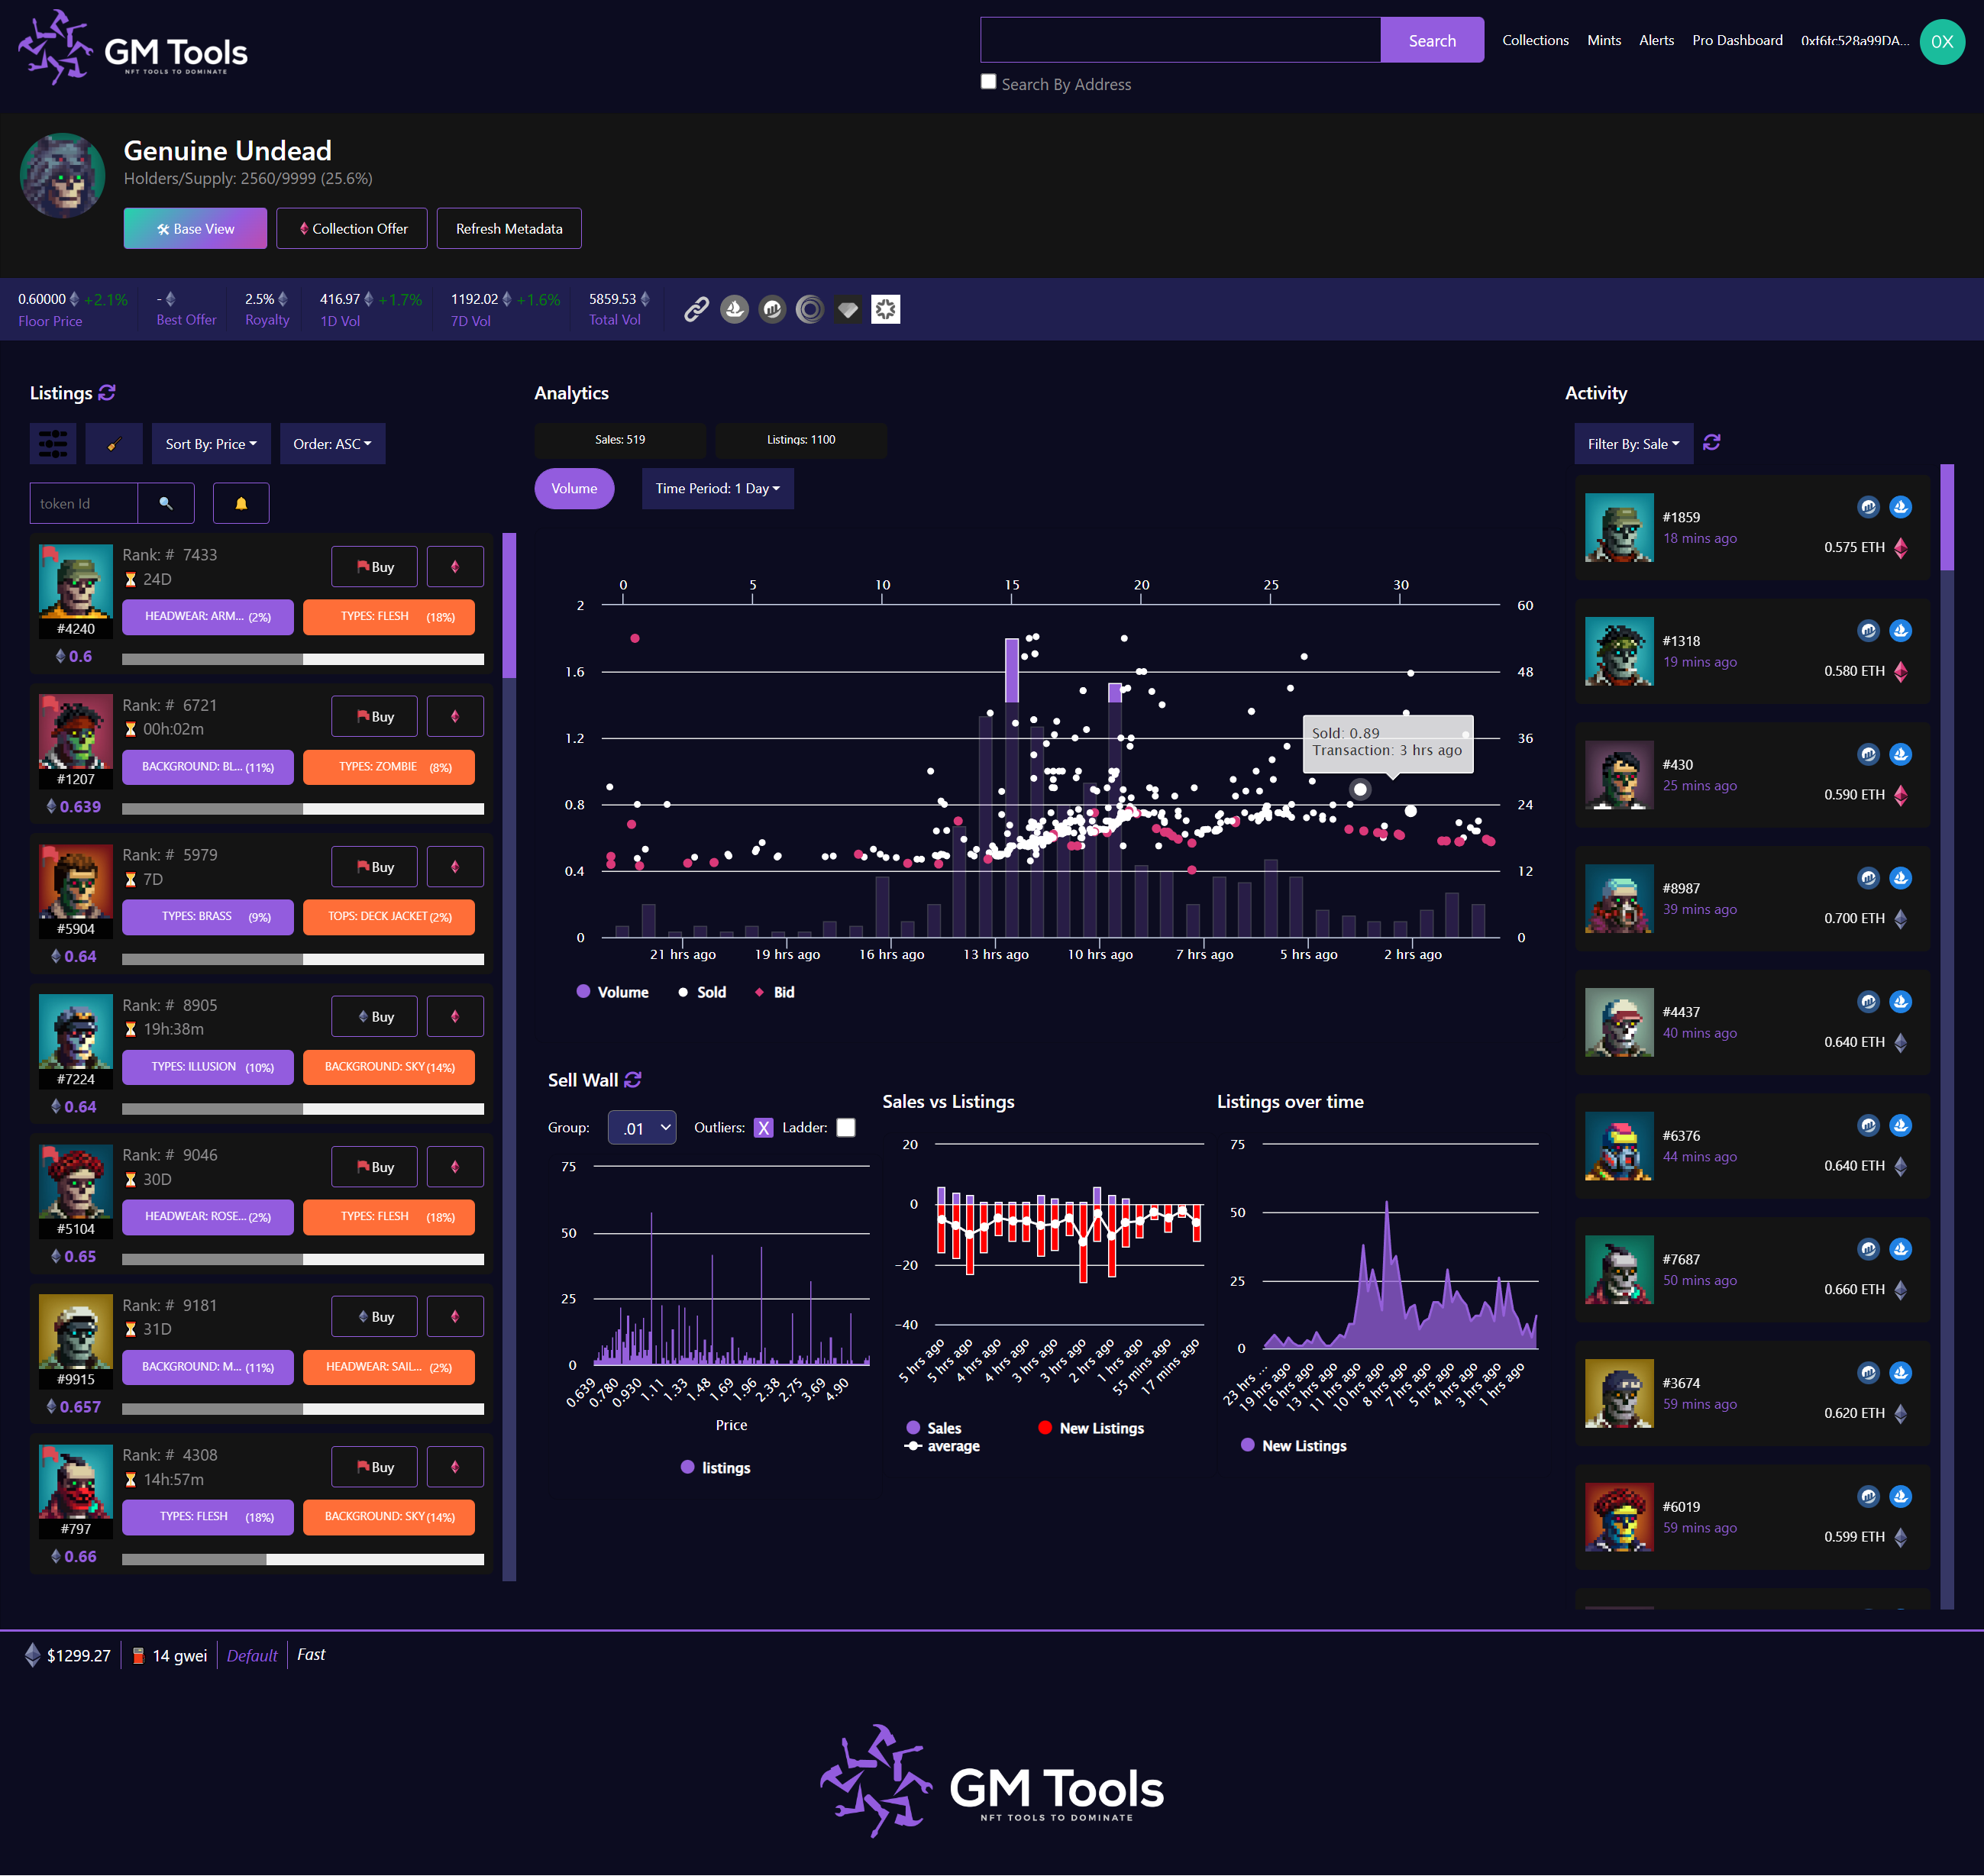 GM Tools
NFT TOOLS TO DOMINATE
Search
Collections
Mints
Alerts
Pro Dashboard
0X
Search By Address
Genuine Undead
Holders/Supply: 2560/9999 (25.6%)
🛠 Base View
Collection Offer
Refresh Metadata
0.60000 +2.1%
Floor Price
-
Best Offer
2.5%
Royalty
416.97 +1.7%
1D Vol
1192.02 +1.6%
7D Vol
5859.53
Total Vol
Listings
Sort By: Price
Order: ASC
token Id
Rank: # 7433
24D
Buy
HEADWEAR: ARM... (2%)
TYPES: FLESH (18%)
#4240
0.6
Rank: # 6721
00h:02m
Buy
BACKGROUND: BL... (11%)
TYPES: ZOMBIE (8%)
#1207
0.639
Rank: # 5979
7D
Buy
TYPES: BRASS (9%)
TOPS: DECK JACKET (2%)
#5904
0.64
Rank: # 8905
19h:38m
Buy
TYPES: ILLUSION (10%)
BACKGROUND: SKY (14%)
#7224
0.64
Rank: # 9046
30D
Buy
HEADWEAR: ROSE... (2%)
TYPES: FLESH (18%)
#5104
0.65
Rank: # 9181
31D
Buy
BACKGROUND: M... (11%)
HEADWEAR: SAIL... (2%)
#9915
0.657
Rank: # 4308
14h:57m
Buy
TYPES: FLESH (18%)
BACKGROUND: SKY (14%)
#797
0.66
Analytics
Sales: 519
Listings: 1100
Volume
Time Period: 1 Day
0 5 10 15 20 25 30
2 60
1.6 48
1.2 36
Sold: 0.89
Transaction: 3 hrs ago
0.8 24
0.4 12
0 0
21 hrs ago 19 hrs ago 16 hrs ago 13 hrs ago 10 hrs ago 7 hrs ago 5 hrs ago 2 hrs ago
Volume Sold Bid
Sell Wall
Group: .01 Outliers: X Ladder:
75
50
25
0
0.639 0.780 0.930 1.11 1.33 1.48 1.69 1.96 2.38 2.75 3.69 4.90
Price
listings
Sales vs Listings
20
0
−20
−40
5 hrs ago 5 hrs ago 4 hrs ago 4 hrs ago 3 hrs ago 3 hrs ago 2 hrs ago 1 hrs ago 55 mins ago 17 mins ago
Sales New Listings
average
Listings over time
75
50
25
0
23 hrs ... 19 hrs ago 16 hrs ago 13 hrs ago 11 hrs ago 10 hrs ago 8 hrs ago 7 hrs ago 5 hrs ago 4 hrs ago 3 hrs ago 1 hrs ago
New Listings
Activity
Filter By: Sale
#1859
18 mins ago
0.575 ETH
#1318
19 mins ago
0.580 ETH
#430
25 mins ago
0.590 ETH
#8987
39 mins ago
0.700 ETH
#4437
40 mins ago
0.640 ETH
#6376
44 mins ago
0.640 ETH
#7687
50 mins ago
0.660 ETH
#3674
59 mins ago
0.620 ETH
#6019
59 mins ago
0.599 ETH
$1299.27
14 gwei
Default
Fast
GM Tools
NFT TOOLS TO DOMINATE